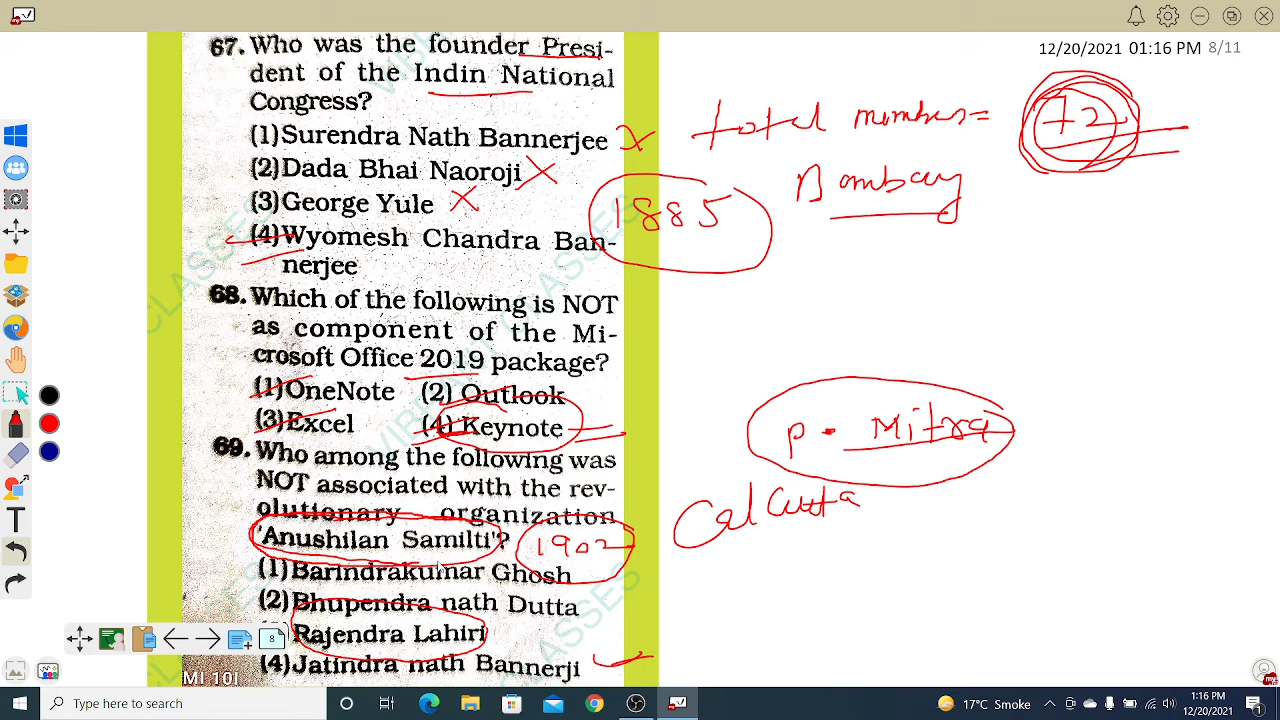 12/20/2021 01:16 PM 8/11
67. Who was the founder Presi-
dent of the Indin National
Congress?
(1) Surendra Nath Bannerjee
(2) Dada Bhai Naoroji
(3) George Yule
(4) Wyomesh Chandra Ban-
nerjee
total members= 72
Bombay
1885
68. Which of the following is NOT
as component of the Mi-
crosoft Office 2019 package?
(1) OneNote (2) Outlook
(3) Excel (4) Keynote
69. Who among the following was
NOT associated with the rev-
olutionary organization
'Anushilan Samilti'?
1902
(1) Barindrakumar Ghosh
(2) Bhupendra nath Dutta
Rajendra Lahiri
(4) Jatindra nath Bannerji
P. Mitra
Calcutta
CLASSES
CLASSES
CLASSES
8
MI 10I
Type here to search
17°C Smoke
1:16 PM
12/20/2021